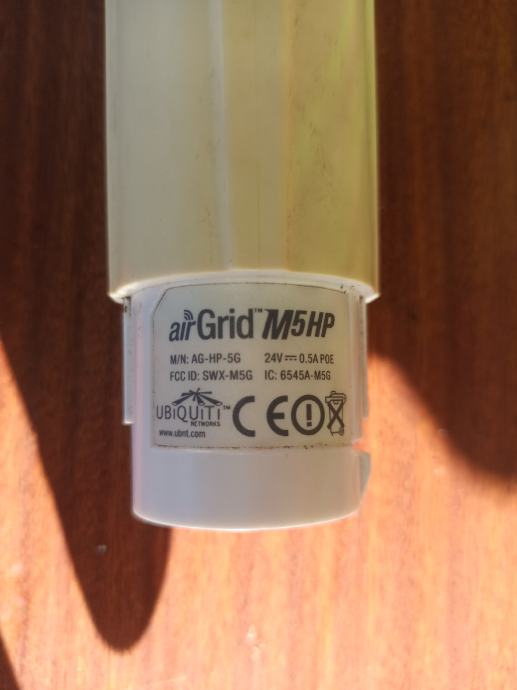 airGrid™ M5HP
M/N: AG-HP-5G 24V⎓0.5A POE
FCC ID: SWX-M5G IC: 6545A-M5G
UBiQUiTi™
NETWORKS
www.ubnt.com
CE